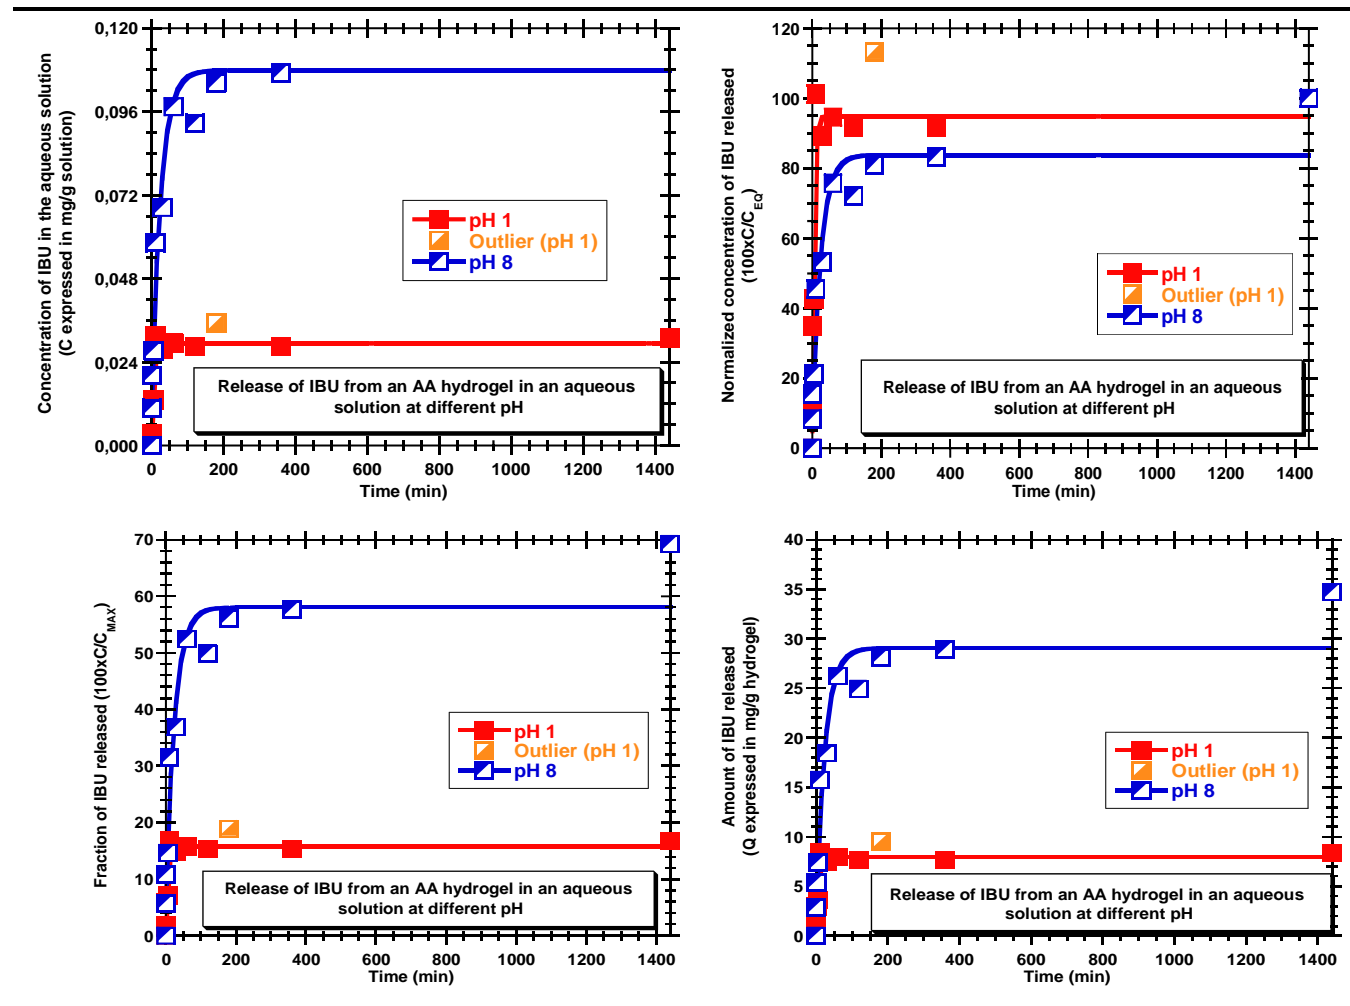 Concentration of IBU in the aqueous solution
(C expressed in mg/g solution)
0,120
0,096
0,072
0,048
0,024
0,000
pH 1
Outlier (pH 1)
pH 8
Release of IBU from an AA hydrogel in an aqueous
solution at different pH
0 200 400 600 800 1000 1200 1400
Time (min)
Normalized concentration of IBU released
(100xC/C_EQ)
120
100
80
60
40
20
0
pH 1
Outlier (pH 1)
pH 8
Release of IBU from an AA hydrogel in an aqueous
solution at different pH
0 200 400 600 800 1000 1200 1400
Time (min)
Fraction of IBU released (100xC/C_MAX)
70
60
50
40
30
20
10
0
pH 1
Outlier (pH 1)
pH 8
Release of IBU from an AA hydrogel in an aqueous
solution at different pH
0 200 400 600 800 1000 1200 1400
Time (min)
Amount of IBU released
(Q expressed in mg/g hydrogel)
40
35
30
25
20
15
10
5
0
pH 1
Outlier (pH 1)
pH 8
Release of IBU from an AA hydrogel in an aqueous
solution at different pH
0 200 400 600 800 1000 1200 1400
Time (min)